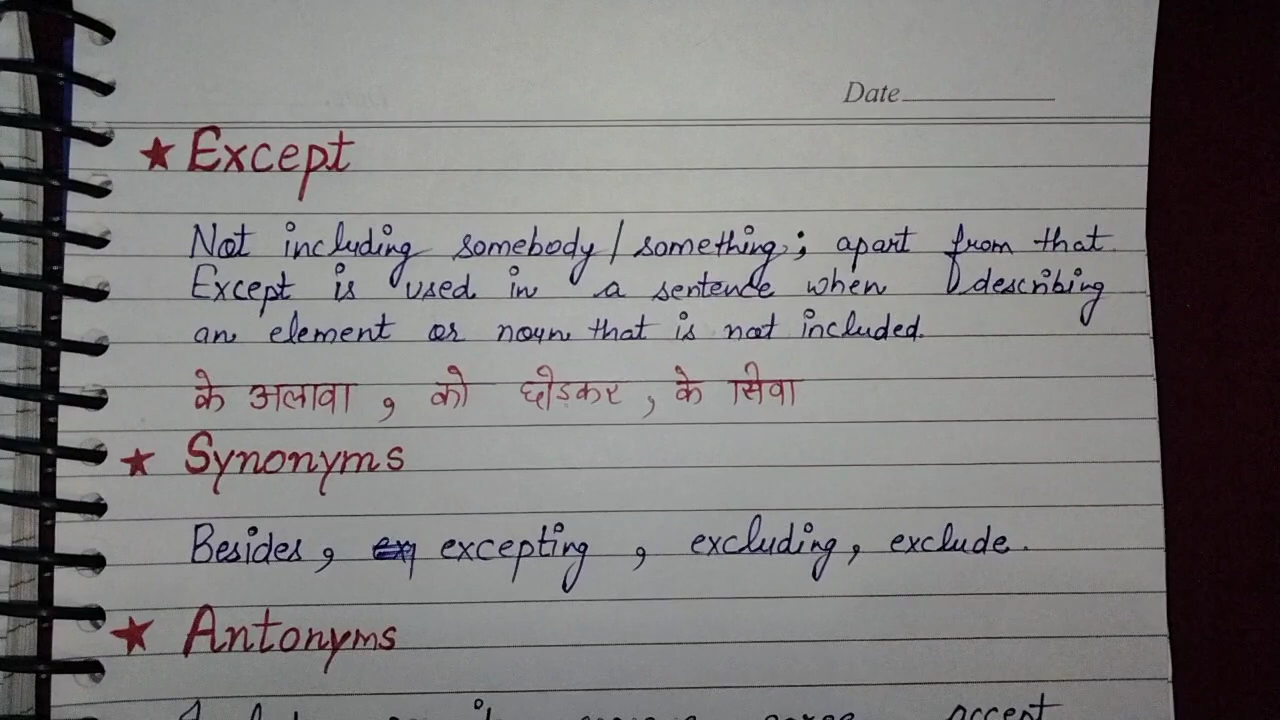 Date
★ Except
Not including somebody/something; apart from that
Except is used in a sentence when describing
an element or noun that is not included.
के अलावा, को छोड़कर, के सिवा
★ Synonyms
Besides, excepting, excluding, exclude.
★ Antonyms
accept